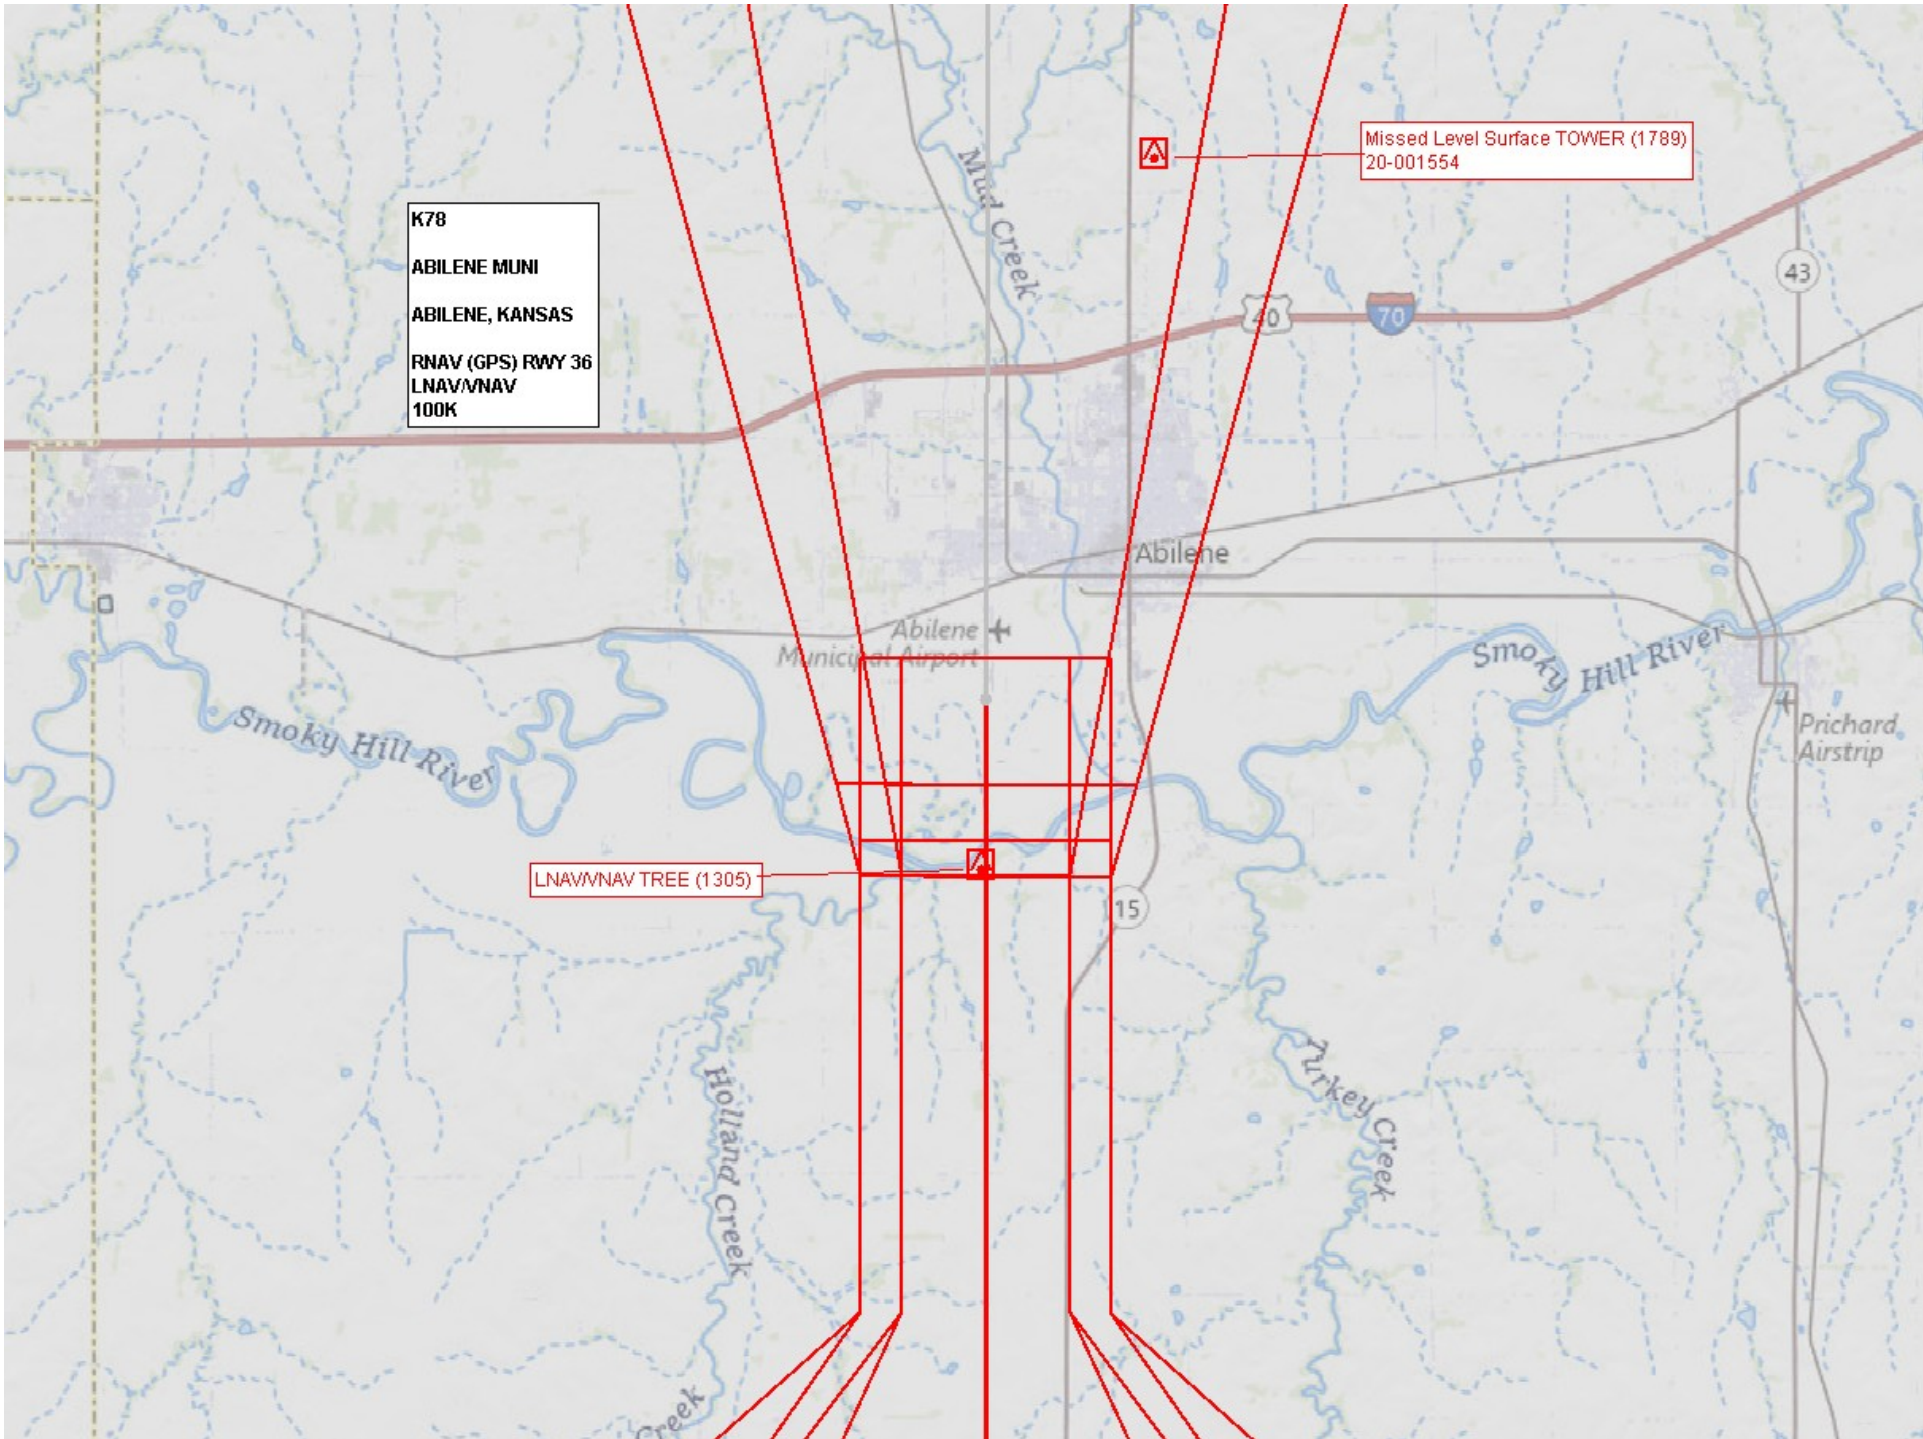 Missed Level Surface TOWER (1789)
20-001554
Mud Creek
K78
ABILENE MUNI
ABILENE, KANSAS
RNAV (GPS) RWY 36
LNAV/VNAV
100K
43
40
70
Abilene
Abilene
Municipal Airport
Smoky Hill River
Smoky Hill River
Prichard
Airstrip
LNAV/VNAV TREE (1305)
15
Holland Creek
Turkey Creek
Creek